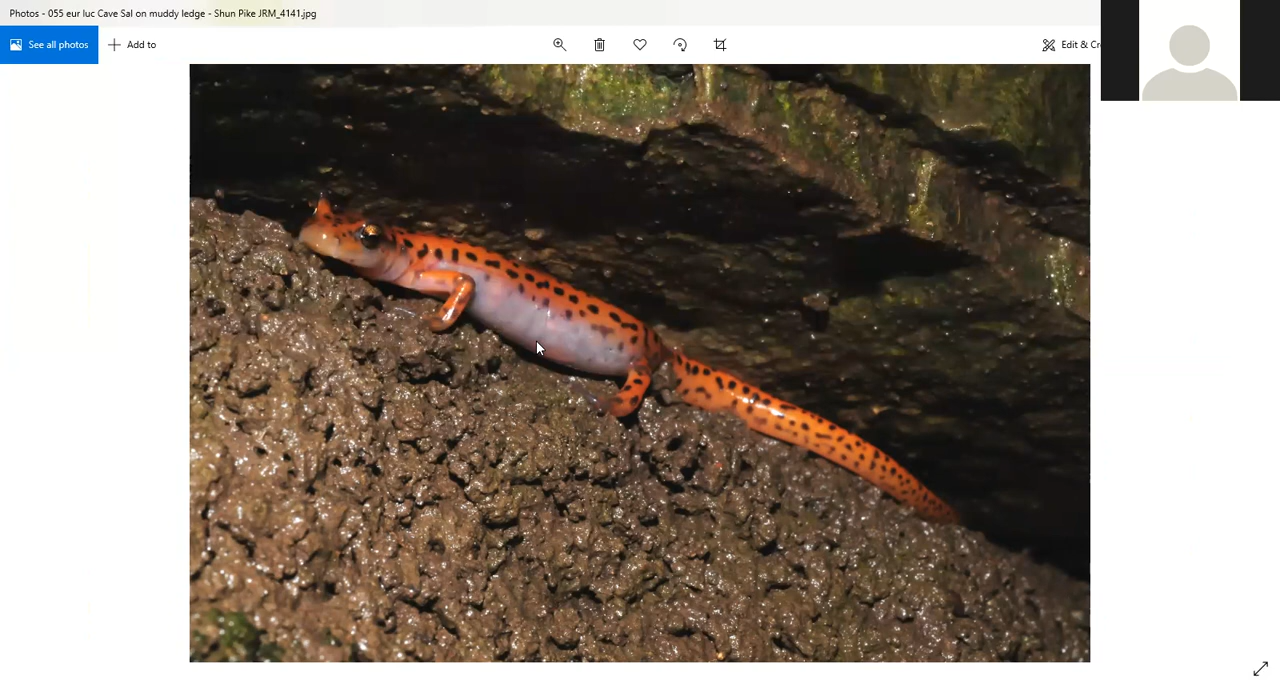 Photos - 055 eur luc Cave Sal on muddy ledge - Shun Pike JRM_4141.jpg
See all photos
Add to
Edit & Cr